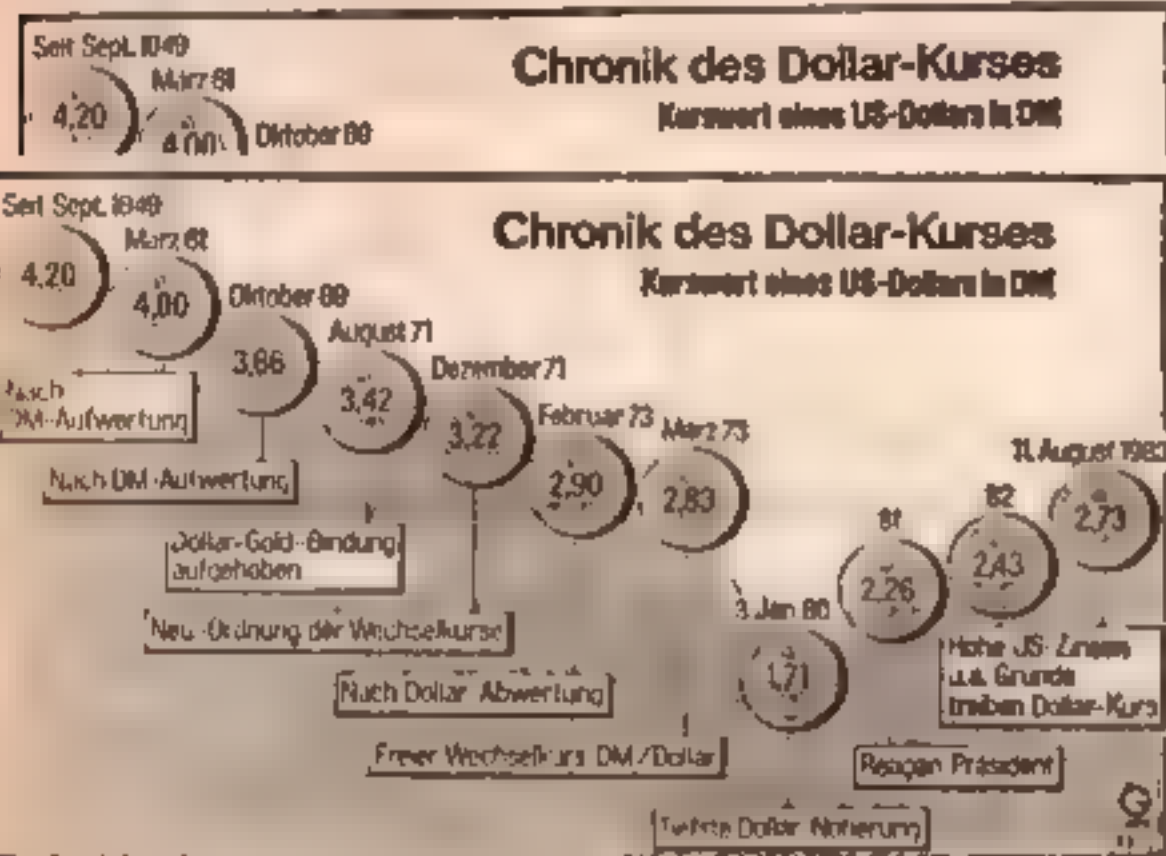 Seit Sept. 1949
März 61
4,20
4,00
Oktober 69
Chronik des Dollar-Kurses
Kurswert eines US-Dollars in DM
Seit Sept. 1949
März 61
4,20
4,00
Oktober 69
3,66
August 71
3,42
Dezember 71
3,22
Februar 73
2,90
März 73
2,83
3. Jan 80
1,71
81
2,26
82
2,43
11. August 1983
2,73
Chronik des Dollar-Kurses
Kurswert eines US-Dollars in DM
Nach
DM-Aufwertung
Nach DM-Aufwertung
Dollar-Gold-Bindung
aufgehoben
Neu-Ordnung der Wechselkurse
Nach Dollar-Abwertung
Freier Wechselkurs DM/Dollar
Tiefste Dollar-Notierung
Reagan Präsident
Hohe US-Zinsen
u.a. Gründe
treiben Dollar-Kurs